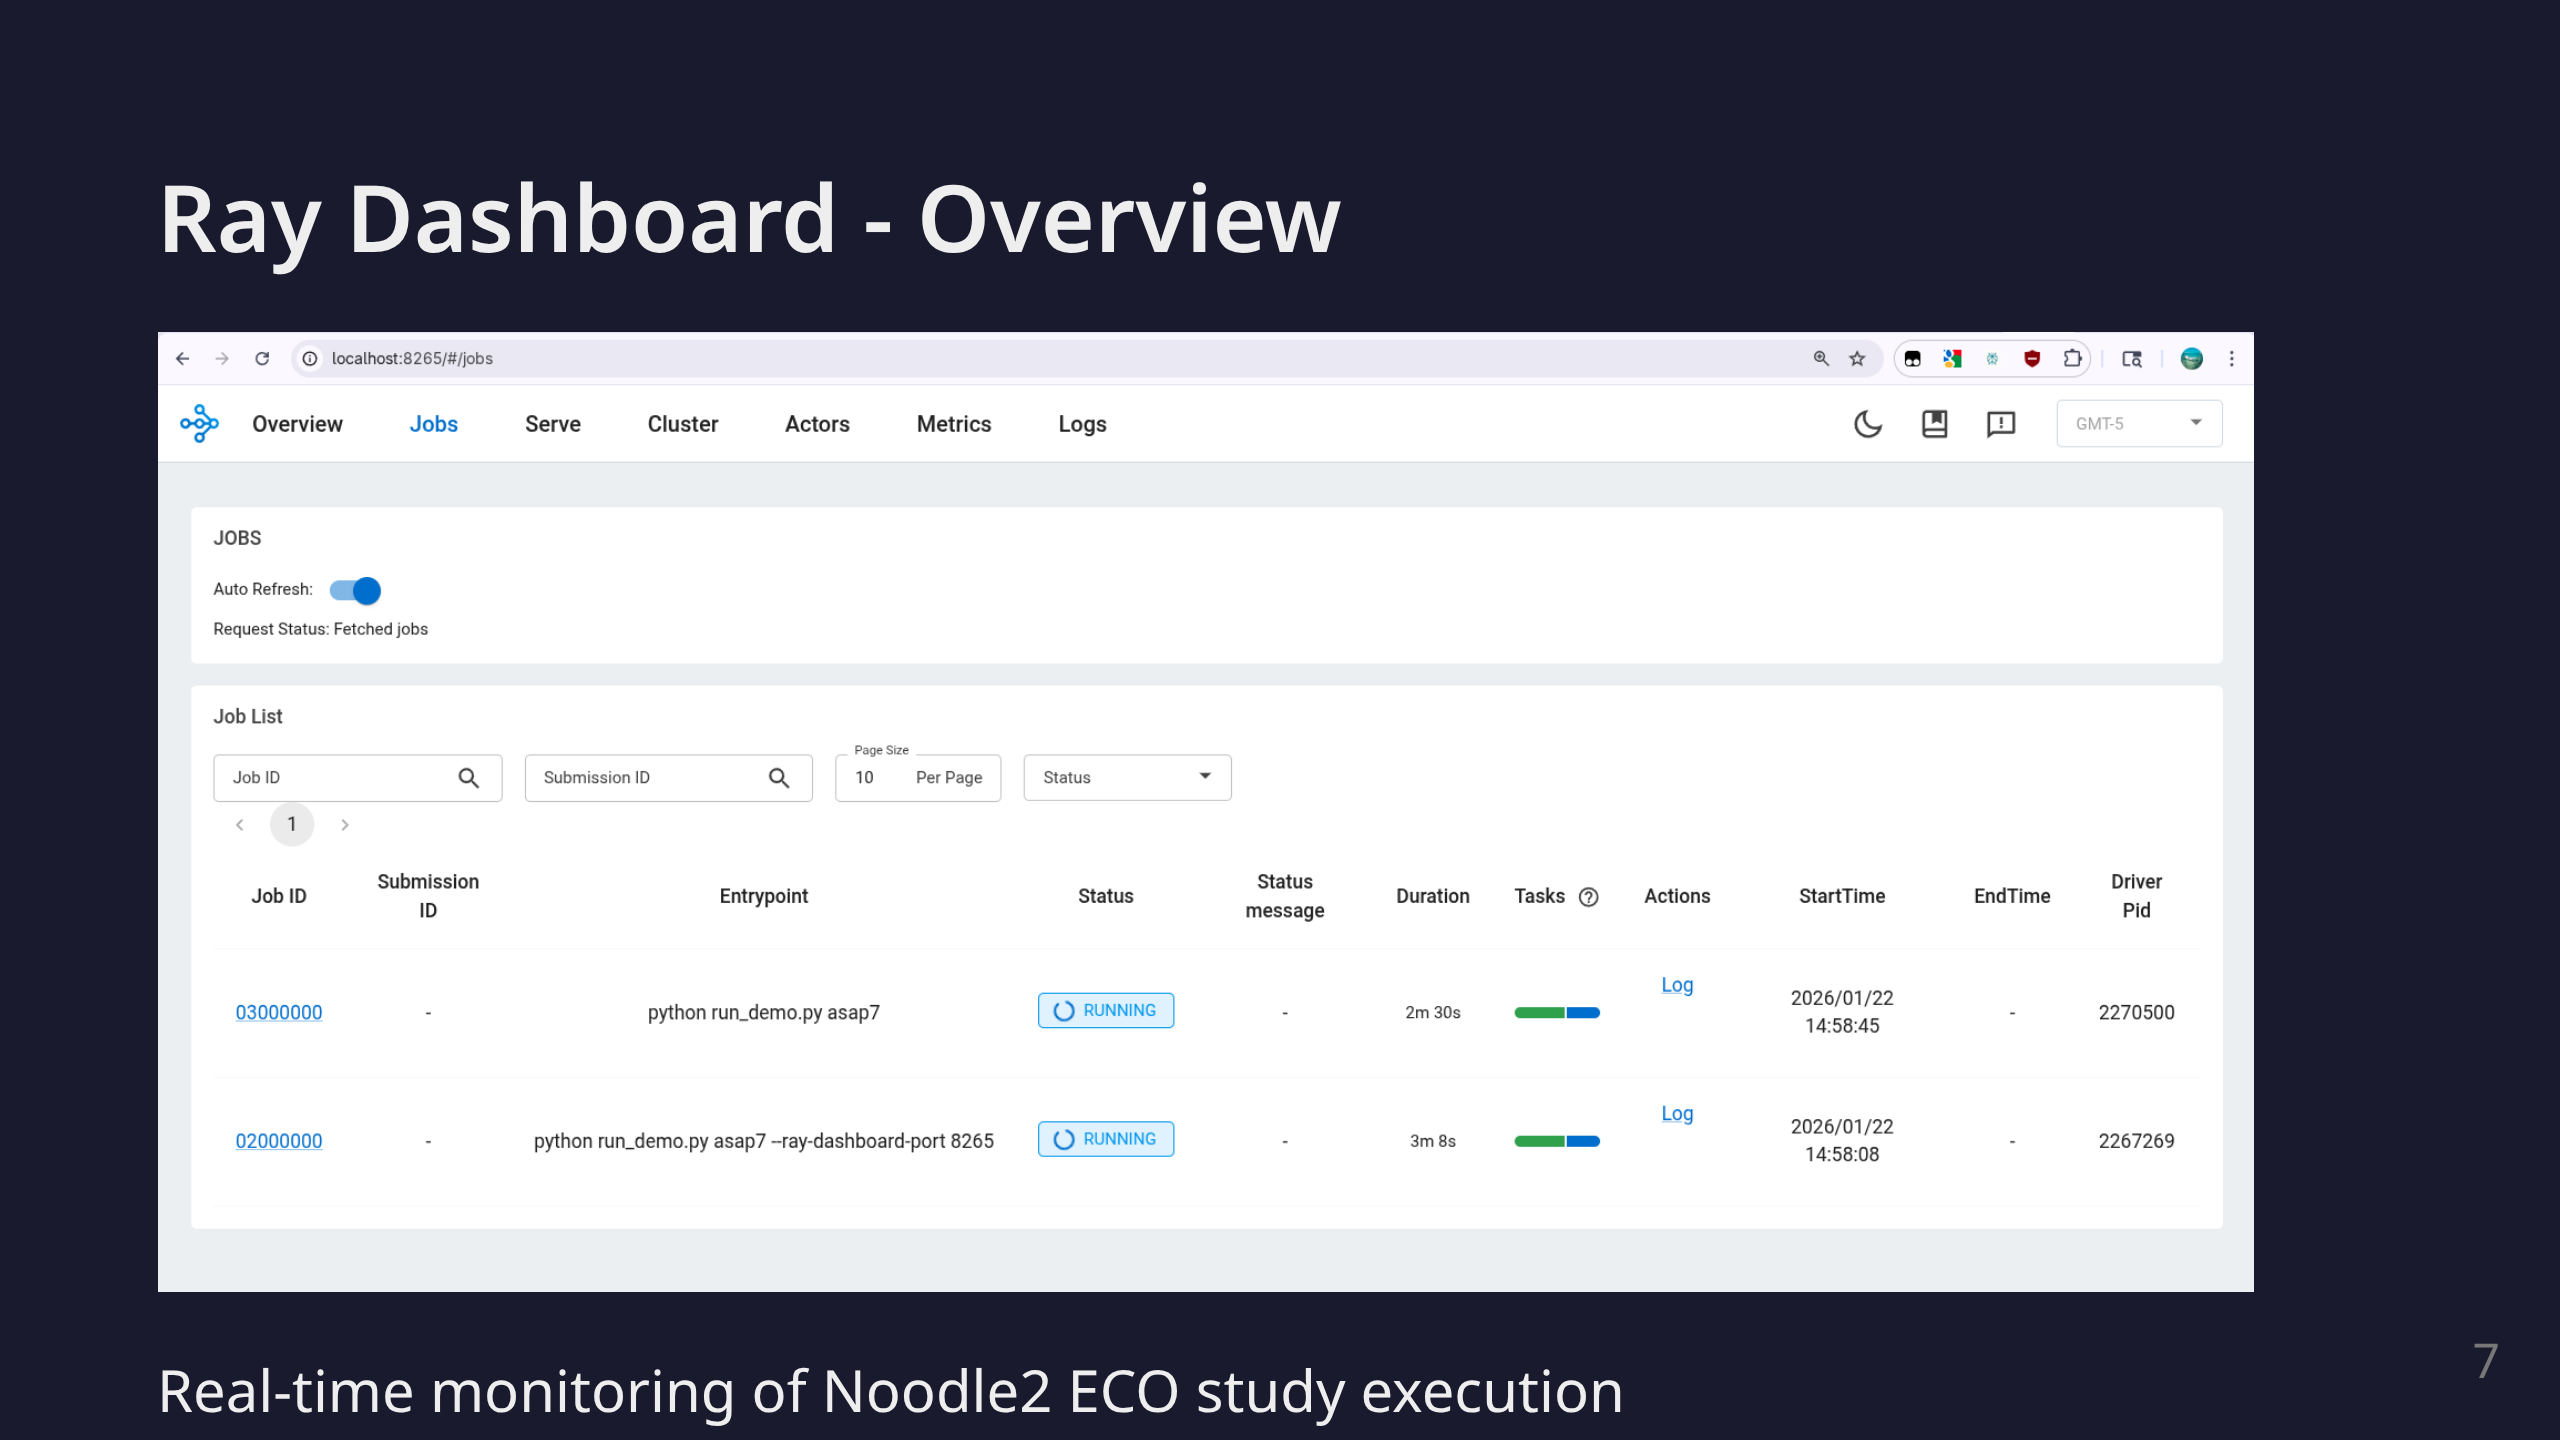 Ray Dashboard - Overview
localhost:8265/#/jobs
Overview Jobs Serve Cluster Actors Metrics Logs GMT-5
JOBS
Auto Refresh:
Request Status: Fetched jobs
Job List
Page Size
Job ID Submission ID 10 Per Page Status
1
Job ID Submission ID Entrypoint Status Status message Duration Tasks Actions StartTime EndTime Driver Pid
03000000 - python run_demo.py asap7 RUNNING - 2m 30s Log 2026/01/22 14:58:45 - 2270500
02000000 - python run_demo.py asap7 --ray-dashboard-port 8265 RUNNING - 3m 8s Log 2026/01/22 14:58:08 - 2267269
Real-time monitoring of Noodle2 ECO study execution
7